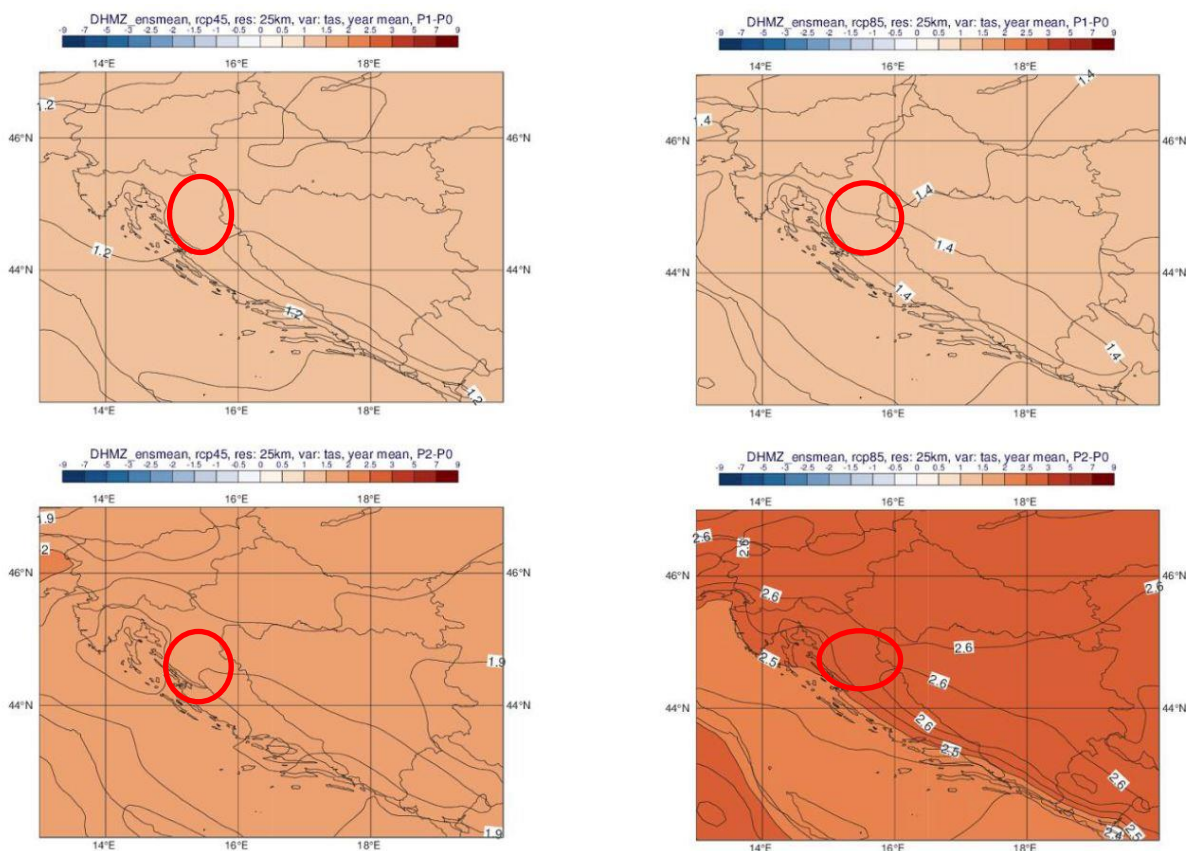 DHMZ_ensmean, rcp45, res: 25km, var: tas, year mean, P1-P0
-9 -7 -5 -3 -2.5 -2 -1.5 -1 -0.5 0 0.5 1 1.5 2 2.5 3 5 7 9
14°E 16°E 18°E
1.2
46°N
1.2
44°N
1.2
1.2
14°E 16°E 18°E
DHMZ_ensmean, rcp85, res: 25km, var: tas, year mean, P1-P0
-9 -7 -5 -3 -2.5 -2 -1.5 -1 -0.5 0 0.5 1 1.5 2 2.5 3 5 7 9
14°E 16°E 18°E
1.4
1.4
46°N
1.4
1.4
44°N
1.4
1.4
14°E 16°E 18°E
DHMZ_ensmean, rcp45, res: 25km, var: tas, year mean, P2-P0
-9 -7 -5 -3 -2.5 -2 -1.5 -1 -0.5 0 0.5 1 1.5 2 2.5 3 5 7 9
14°E 16°E 18°E
1.9
2
46°N
1.9
44°N
1.9
14°E 16°E 18°E
DHMZ_ensmean, rcp85, res: 25km, var: tas, year mean, P2-P0
-9 -7 -5 -3 -2.5 -2 -1.5 -1 -0.5 0 0.5 1 1.5 2 2.5 3 5 7 9
14°E 16°E 18°E
2.6 2.6
2.6
46°N
2.6 2.6 2.6
2.6
2.5
2.6
44°N
2.6
2.5
2.6
2.5
2.4
14°E 16°E 18°E